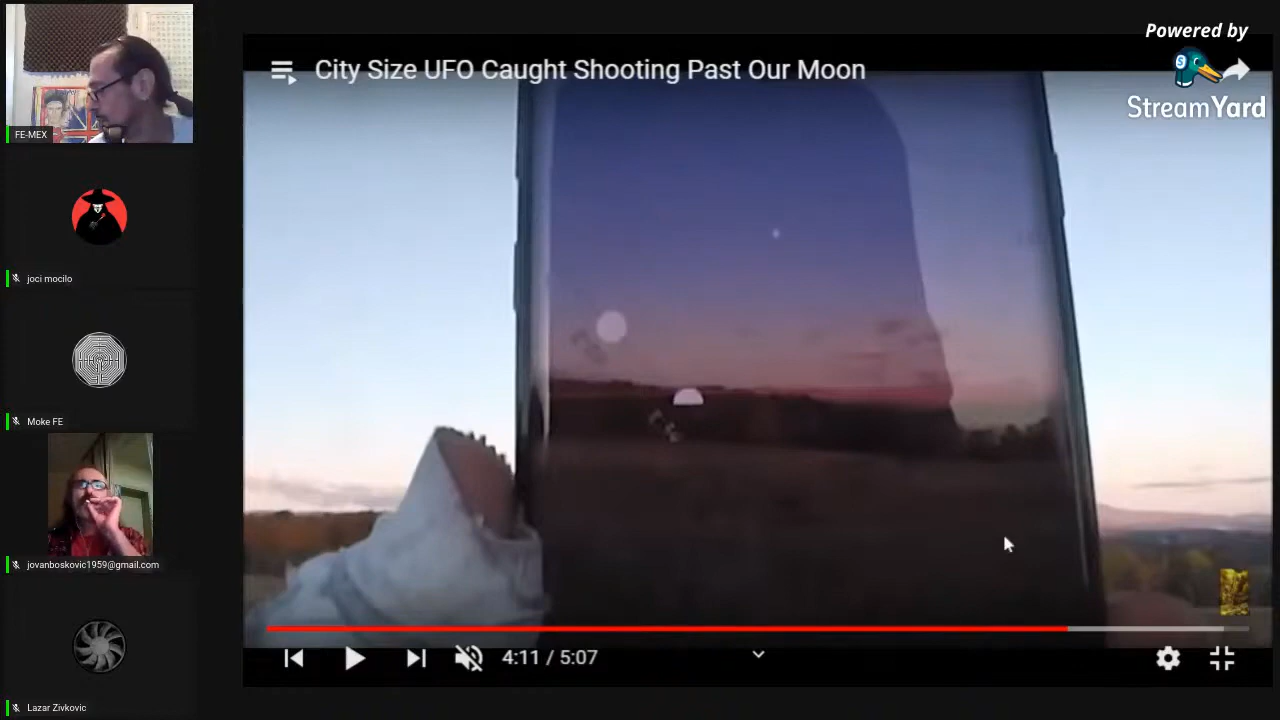 Powered by
StreamYard
City Size UFO Caught Shooting Past Our Moon
FE-MEX
joci mocilo
Moke FE
jovanboskovic1959@gmail.com
Lazar Zivkovic
4:11 / 5:07